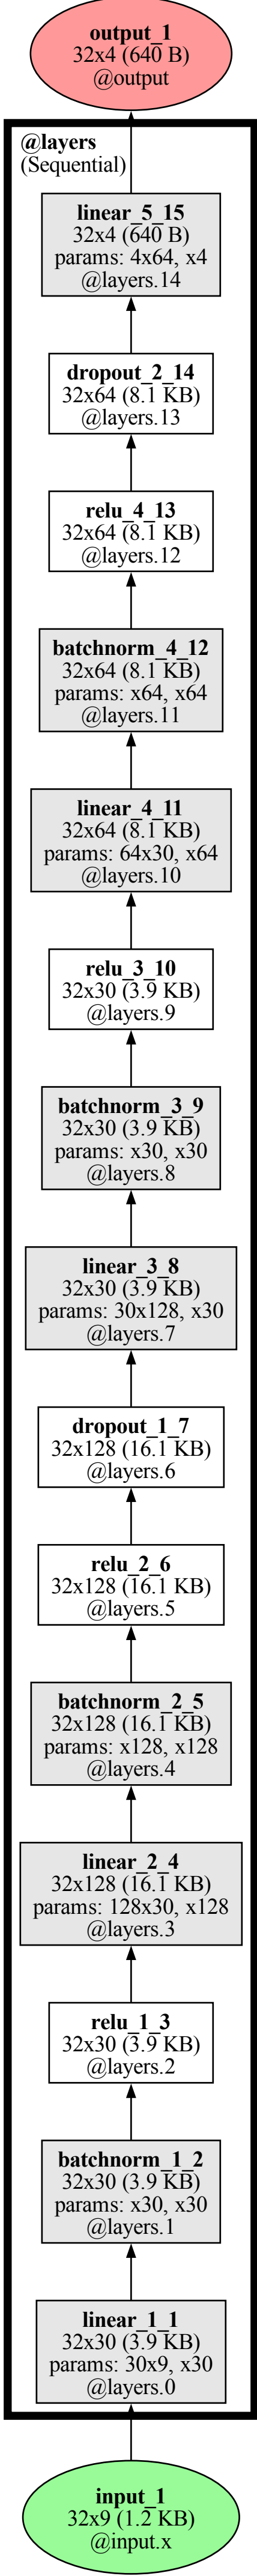 output_1
32x4 (640 B)
@output
@layers
(Sequential)
linear_5_15
32x4 (640 B)
params: 4x64, x4
@layers.14
dropout_2_14
32x64 (8.1 KB)
@layers.13
relu_4_13
32x64 (8.1 KB)
@layers.12
batchnorm_4_12
32x64 (8.1 KB)
params: x64, x64
@layers.11
linear_4_11
32x64 (8.1 KB)
params: 64x30, x64
@layers.10
relu_3_10
32x30 (3.9 KB)
@layers.9
batchnorm_3_9
32x30 (3.9 KB)
params: x30, x30
@layers.8
linear_3_8
32x30 (3.9 KB)
params: 30x128, x30
@layers.7
dropout_1_7
32x128 (16.1 KB)
@layers.6
relu_2_6
32x128 (16.1 KB)
@layers.5
batchnorm_2_5
32x128 (16.1 KB)
params: x128, x128
@layers.4
linear_2_4
32x128 (16.1 KB)
params: 128x30, x128
@layers.3
relu_1_3
32x30 (3.9 KB)
@layers.2
batchnorm_1_2
32x30 (3.9 KB)
params: x30, x30
@layers.1
linear_1_1
32x30 (3.9 KB)
params: 30x9, x30
@layers.0
input_1
32x9 (1.2 KB)
@input.x